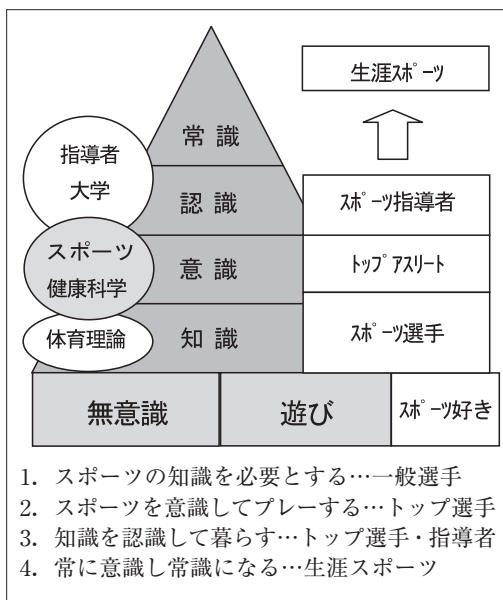 生涯スポーツ
常識
指導者
大学
認識
スポーツ指導者
スポーツ
健康科学
意識
トップアスリート
体育理論
知識
スポーツ選手
無意識
遊び
スポーツ好き
1. スポーツの知識を必要とする…一般選手
2. スポーツを意識してプレーする…トップ選手
3. 知識を認識して暮らす…トップ選手・指導者
4. 常に意識し常識になる…生涯スポーツ